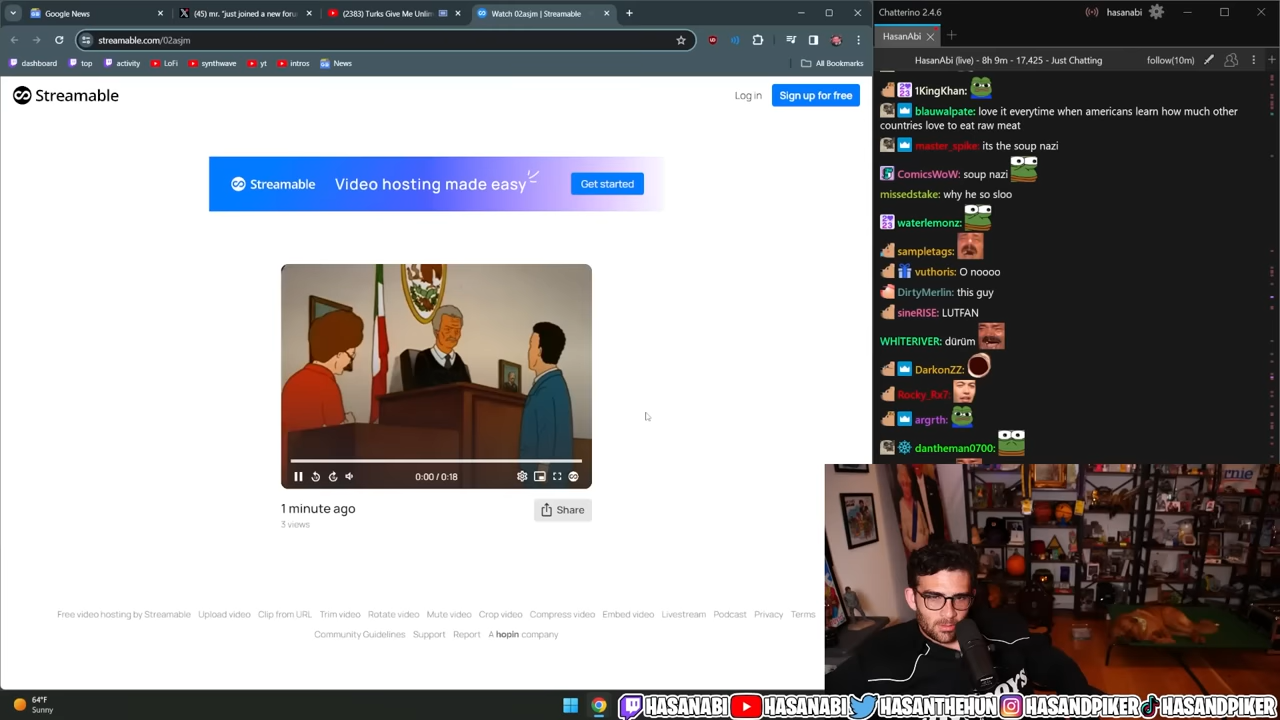 Google News
(45) mr. "just joined a new foru
(2383) Turks Give Me Unlim
Watch 02asjm | Streamable
streamable.com/02asjm
dashboard
top
activity
LoFi
synthwave
yt
intros
News
All Bookmarks
Streamable
Log in
Sign up for free
Streamable
Video hosting made easy
Get started
0:00 / 0:18
1 minute ago
3 views
Share
Free video hosting by Streamable Upload video Clip from URL Trim video Rotate video Mute video Crop video Compress video Embed video Livestream Podcast Privacy Terms
Community Guidelines Support Report A hopin company
64°F
Sunny
Chatterino 2.4.6
hasanabi
HasanAbi
HasanAbi (live) - 8h 9m - 17,425 - Just Chatting
follow(10m)
1KingKhan:
blauwalpate: love it everytime when americans learn how much other
countries love to eat raw meat
master_spike: its the soup nazi
ComicsWoW: soup nazi
missedstake: why he so sloo
waterlemonz:
sampletags:
vuthoris: O noooo
DirtyMerlin: this guy
sineRISE: LUTFAN
WHITERIVER: dürüm
DarkonZZ:
Rocky_Rx7:
argrth:
dantheman0700:
HASANABI
HASANABI
HASANTHEHUN
HASANDPIKER
HASANDPIKER